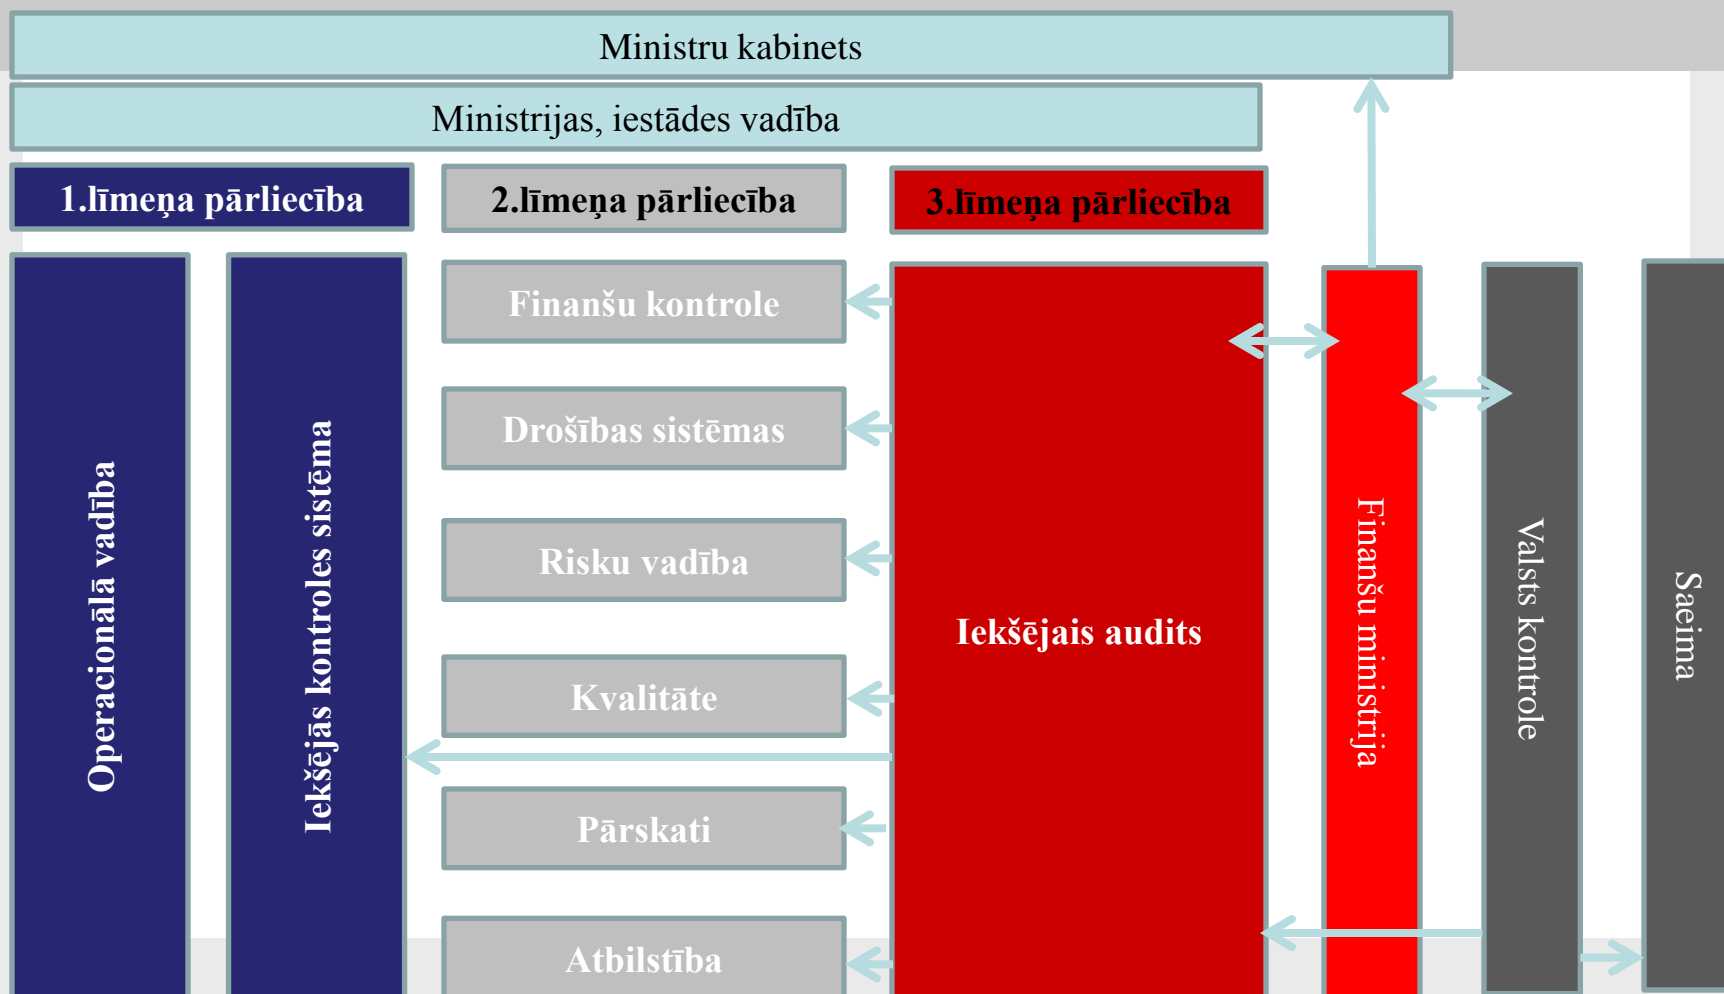 Ministru kabinets
Ministrijas, iestādes vadība
1.līmeņa pārliecība
2.līmeņa pārliecība
3.līmeņa pārliecība
Operacionālā vadība
Iekšējās kontroles sistēma
Finanšu kontrole
Drošības sistēmas
Risku vadība
Kvalitāte
Pārskati
Atbilstība
Iekšējais audits
Finanšu ministrija
Valsts kontrole
Saeima